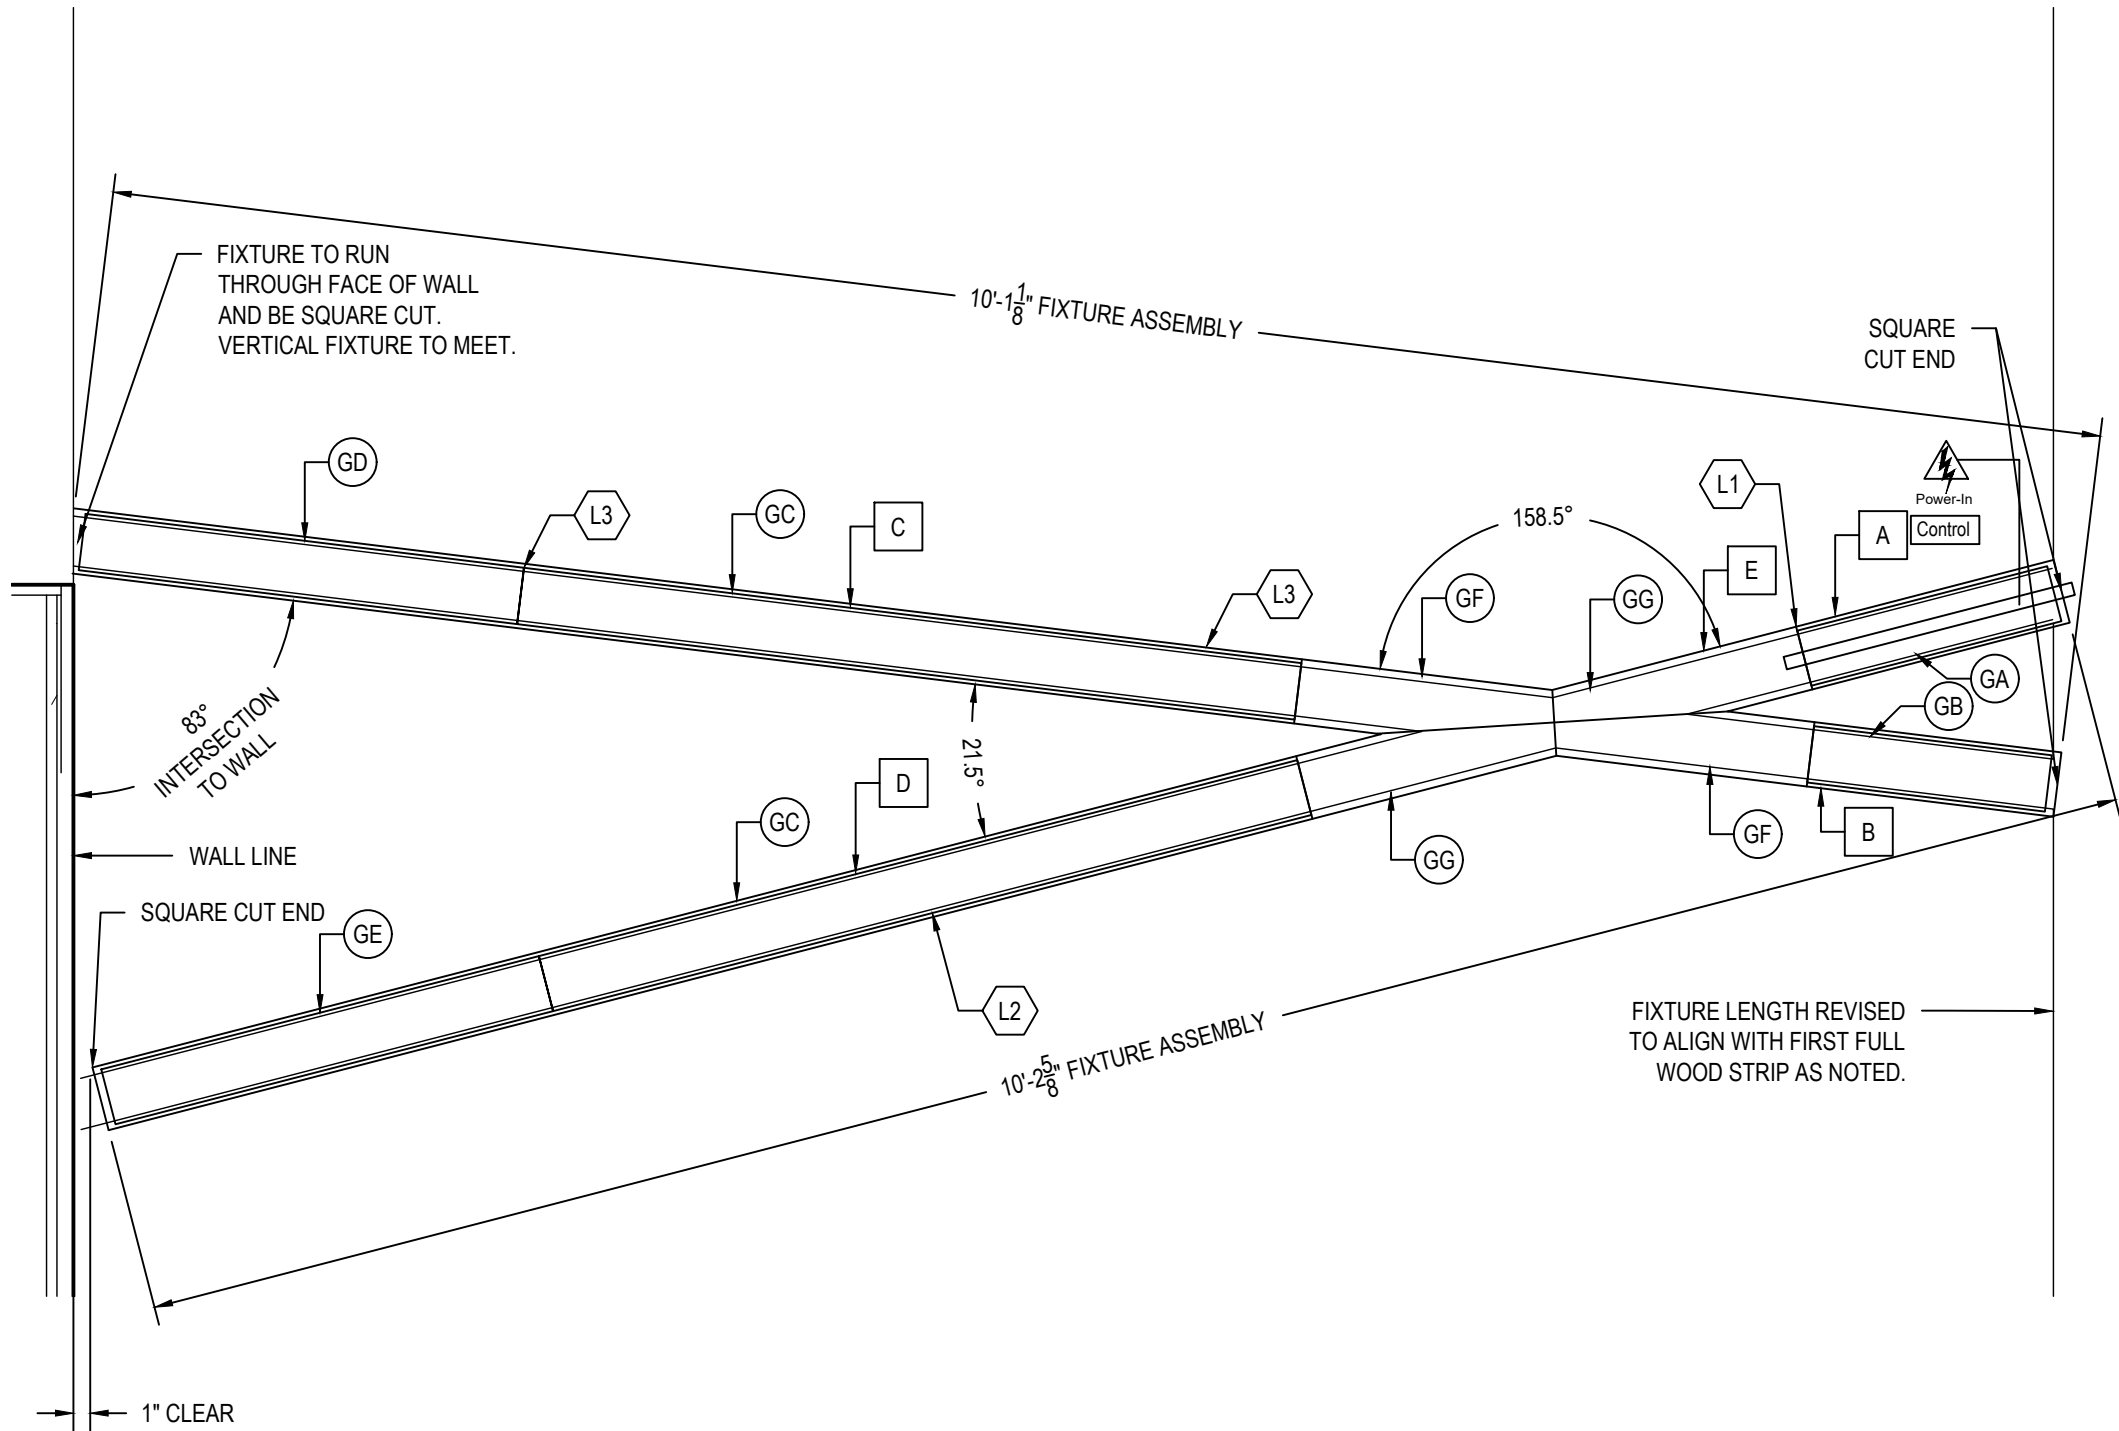 10'-1 1/8" FIXTURE ASSEMBLY
FIXTURE TO RUN
THROUGH FACE OF WALL
AND BE SQUARE CUT.
VERTICAL FIXTURE TO MEET.
SQUARE
CUT END
GD
L3
GC
C
L3
GF
158.5°
GG
E
L1
A
Power-In
Control
GA
GB
83°
INTERSECTION
TO WALL
21.5°
D
GC
GG
GF
B
WALL LINE
SQUARE CUT END
GE
L2
10'-2 5/8" FIXTURE ASSEMBLY
FIXTURE LENGTH REVISED
TO ALIGN WITH FIRST FULL
WOOD STRIP AS NOTED.
1" CLEAR